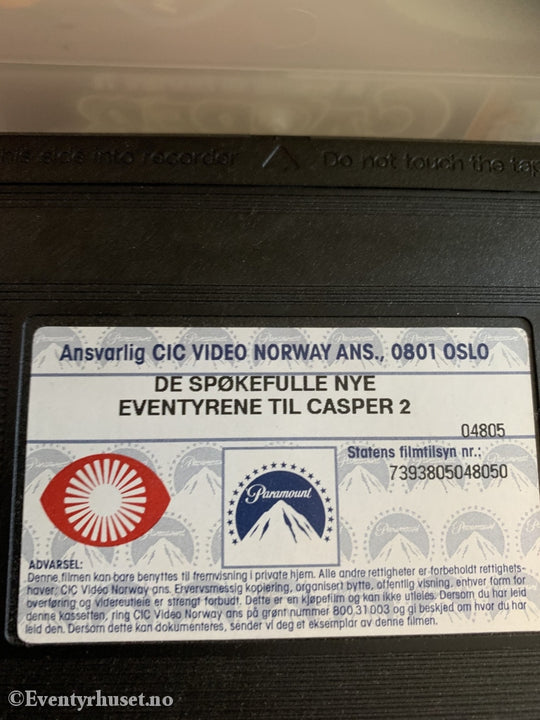 this side into recorder △ Do not touch the tap
Ansvarlig CIC VIDEO NORWAY ANS., 0801 OSLO
DE SPØKEFULLE NYE
EVENTYRENE TIL CASPER 2
04805
Statens filmtilsyn nr.:
7393805048050
Paramount
ADVARSEL:
Denne filmen kan bare benyttes til fremvisning i private hjem. Alle andre rettigheter er forbeholdt rettighets-
haver; CIC Video Norway ans. Ervervsmessig kopiering, organisert bytte, offentlig visning, enhver form for
overføring og videreutleie er strengt forbudt. Dette er en kjøpefilm og kan ikke utleies. Dersom du har leid
denne kassetten, ring CIC Video Norway ans på grønt nummer 800 31 003 og gi beskjed om hvor du har
leid den. Dersom dette kan dokumenteres, sender vi deg et eksemplar av denne filmen.
©Eventyrhuset.no